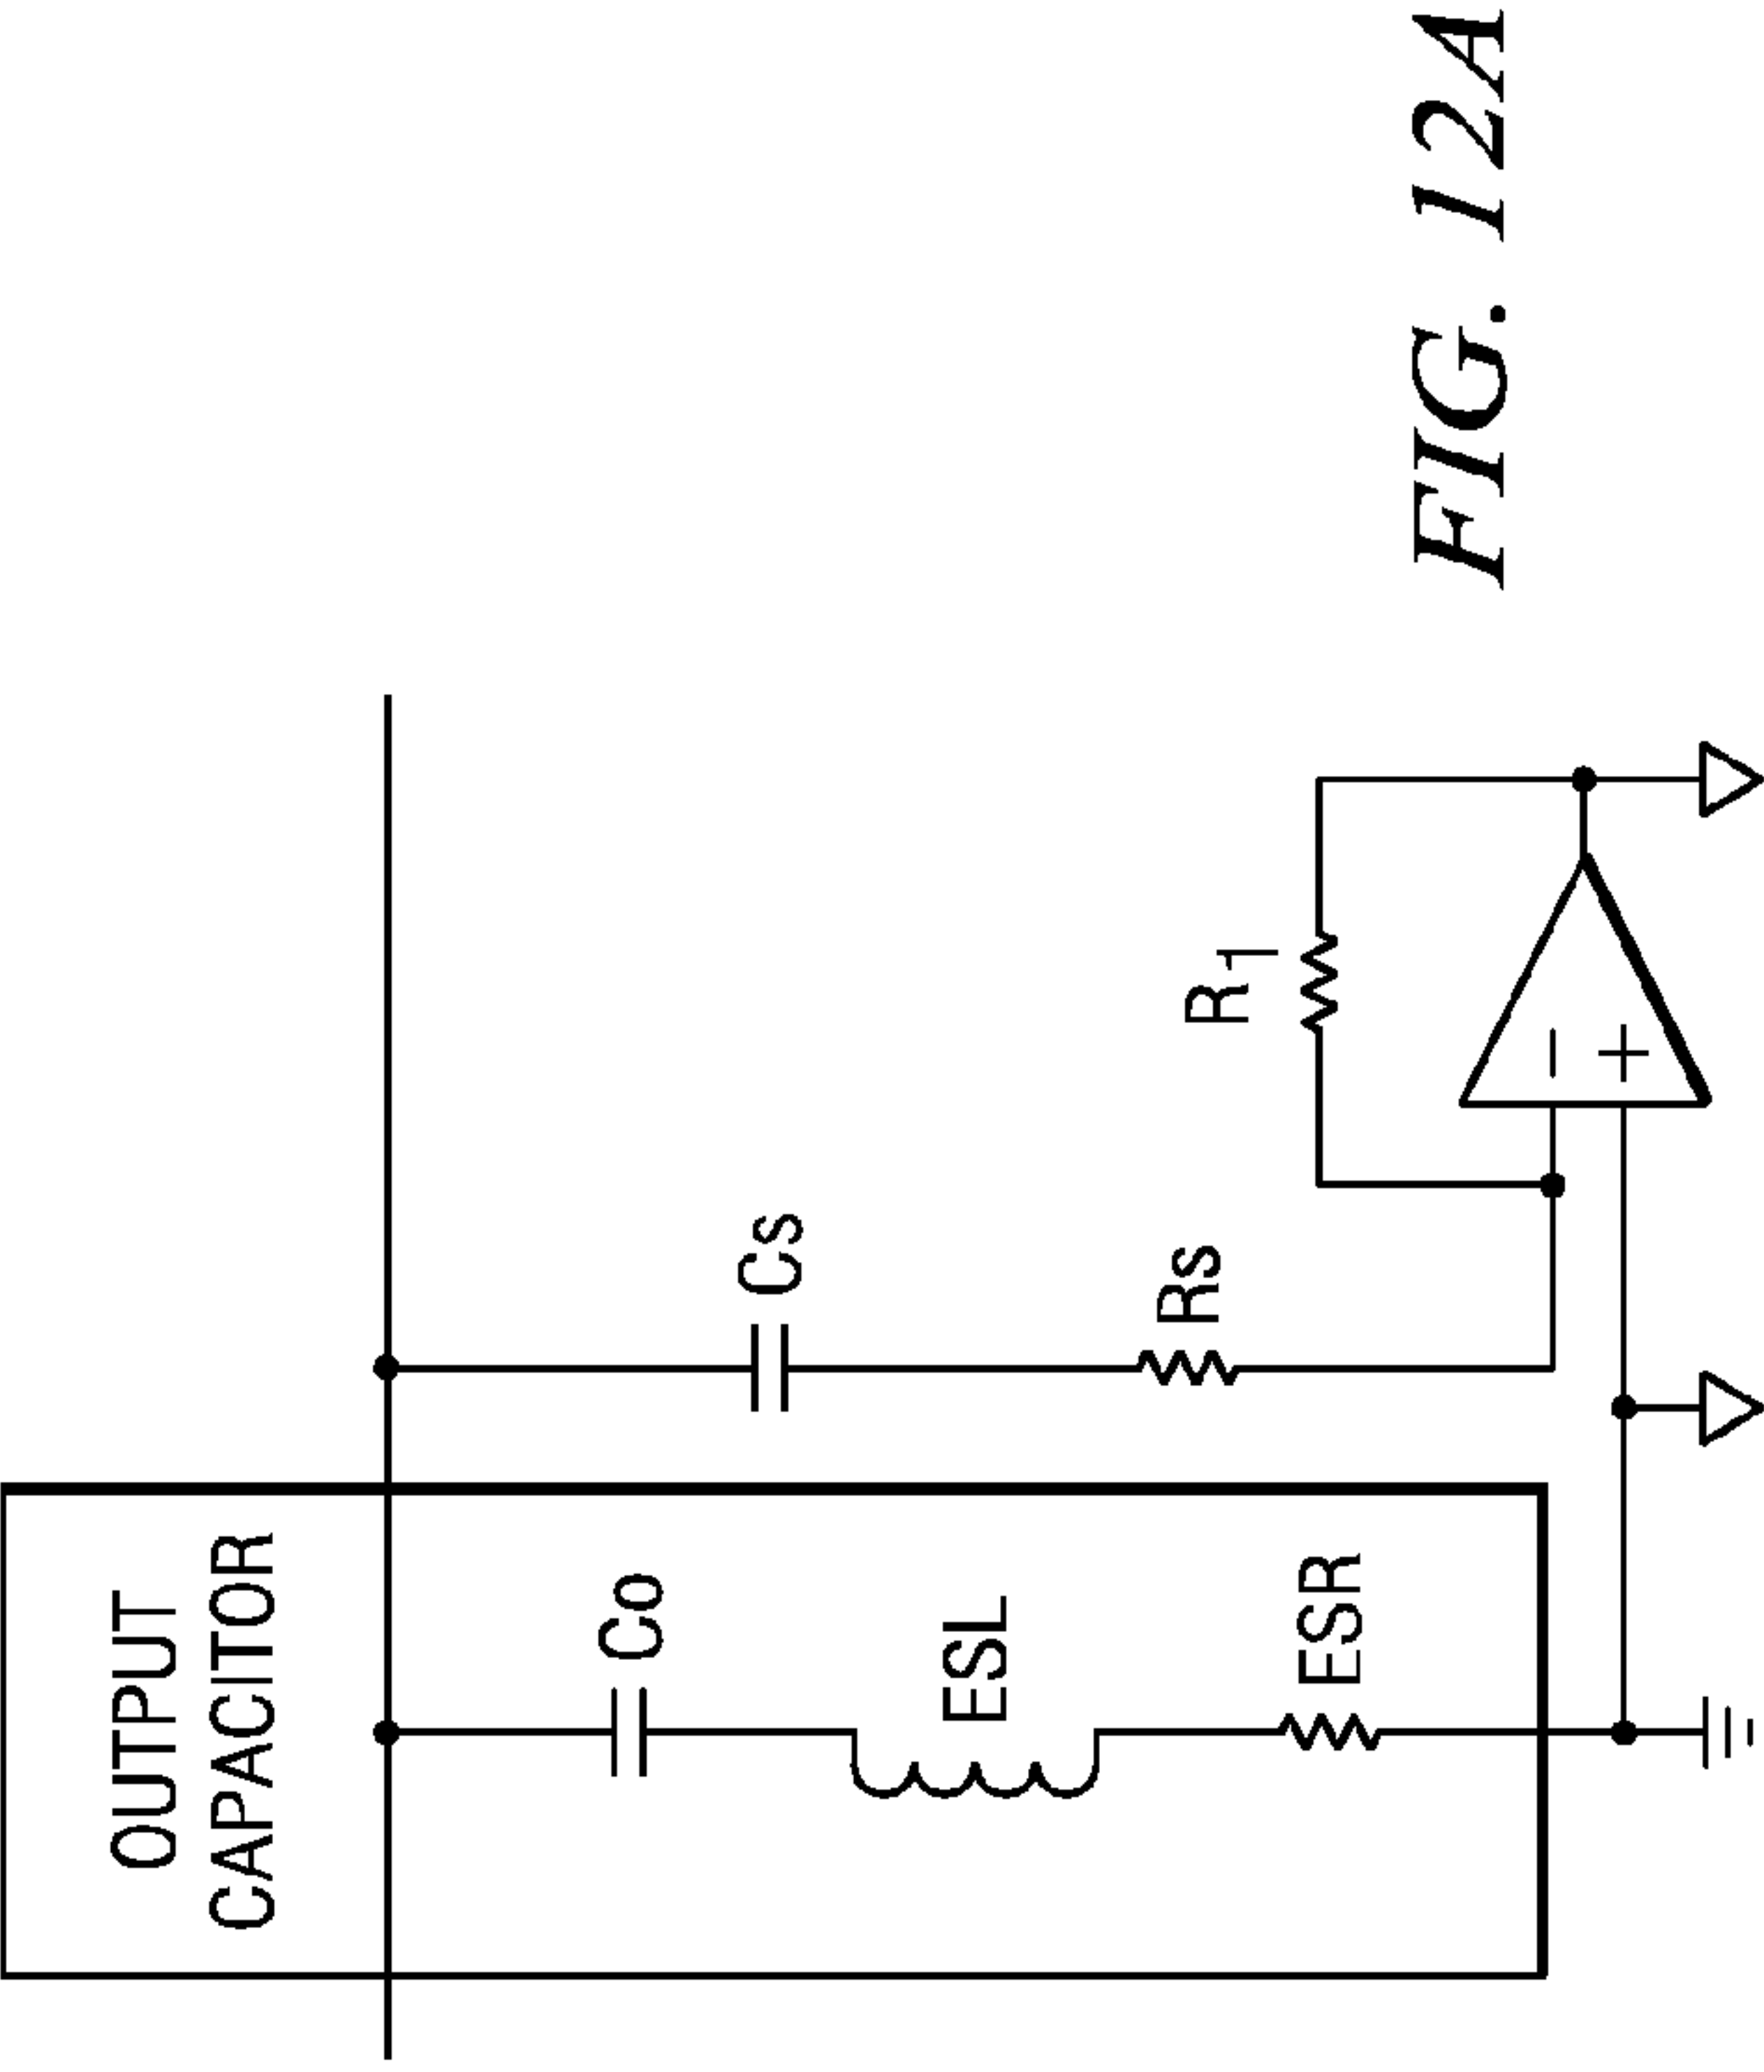 OUTPUT
CAPACITOR
Co
ESL
ESR
Cs
Rs
R1
−
+
FIG. 12A